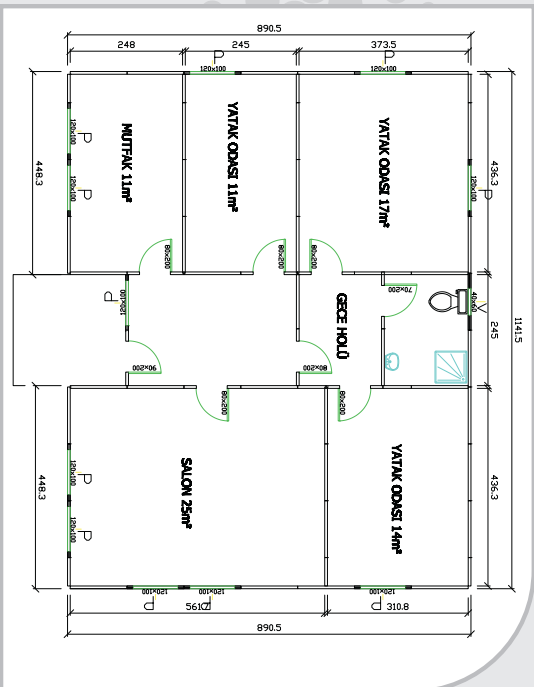 890.5
248
245
373.5
P
120x100
P
120x100
MUTFAK 11m²
YATAK ODASI 11m²
YATAK ODASI 17m²
120x100
P
120x100
P
448.3
436.3
120x100
P
80x200
80x200
80x200
70x200
40x60
V
245
1141.5
P
120x100
GECE HOLÜ
90x200
80x200
80x200
80x200
SALON 25m²
YATAK ODASI 14m²
120x100
P
120x100
P
448.3
436.3
120x100
P
120x100
P
120x100
P
310.8
890.5